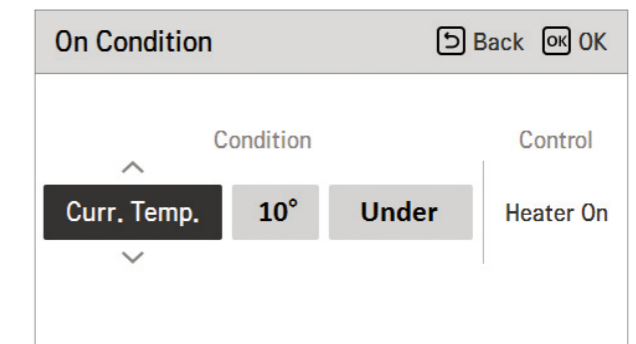 On Condition Back OK OK
Condition Control
Curr. Temp. 10° Under Heater On